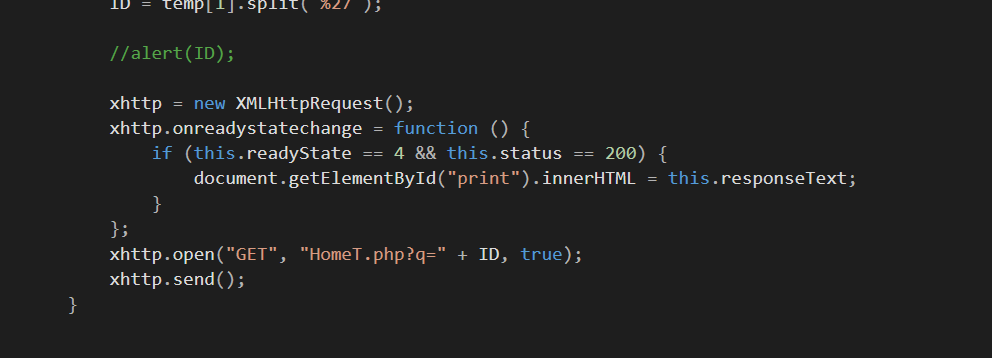 ID = temp[1].split("%27");
//alert(ID);
xhttp = new XMLHttpRequest();
xhttp.onreadystatechange = function () {
if (this.readyState == 4 && this.status == 200) {
document.getElementById("print").innerHTML = this.responseText;
}
};
xhttp.open("GET", "HomeT.php?q=" + ID, true);
xhttp.send();
}